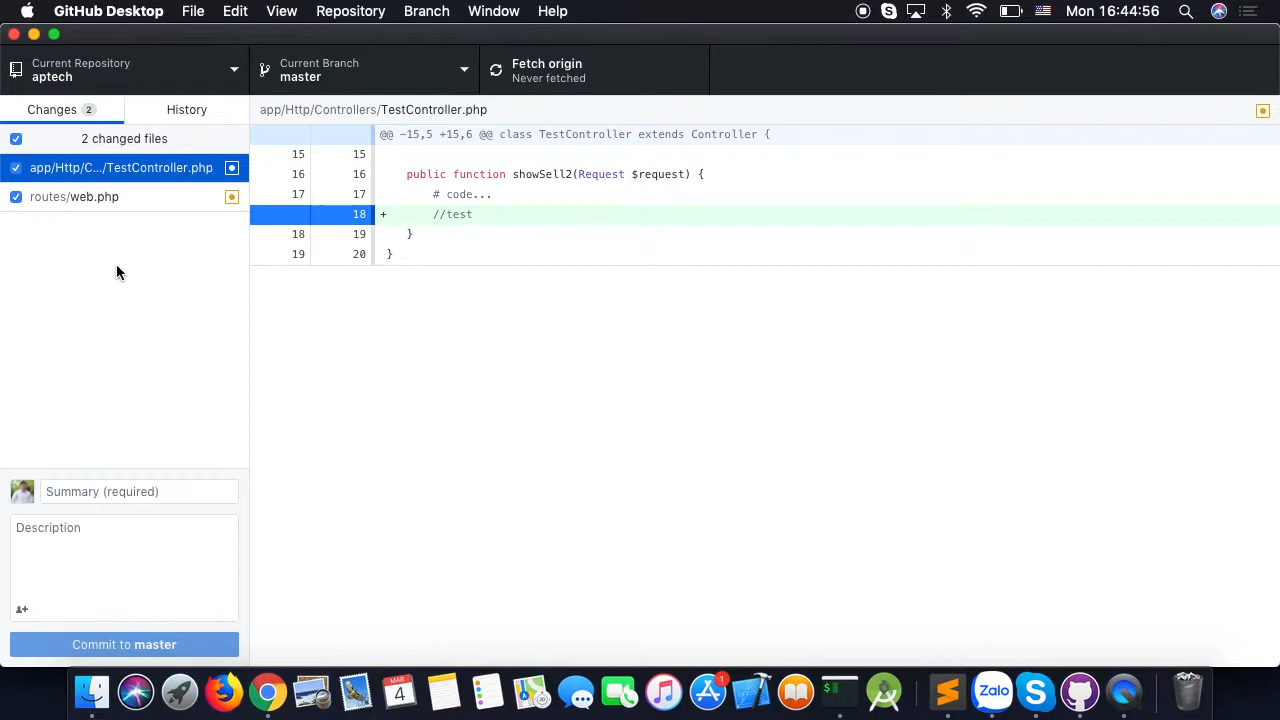 GitHub Desktop File Edit View Repository Branch Window Help Mon 16:44:56
Current Repository
aptech
Current Branch
master
Fetch origin
Never fetched
Changes 2
History
app/Http/Controllers/TestController.php
2 changed files
@@ -15,5 +15,6 @@ class TestController extends Controller {
15 15
app/Http/C.../TestController.php
16 16 public function showSell2(Request $request) {
routes/web.php
17 17 # code...
18 + //test
18 19 }
19 20 }
Summary (required)
Description
Commit to master
MAR
4
1
Zalo